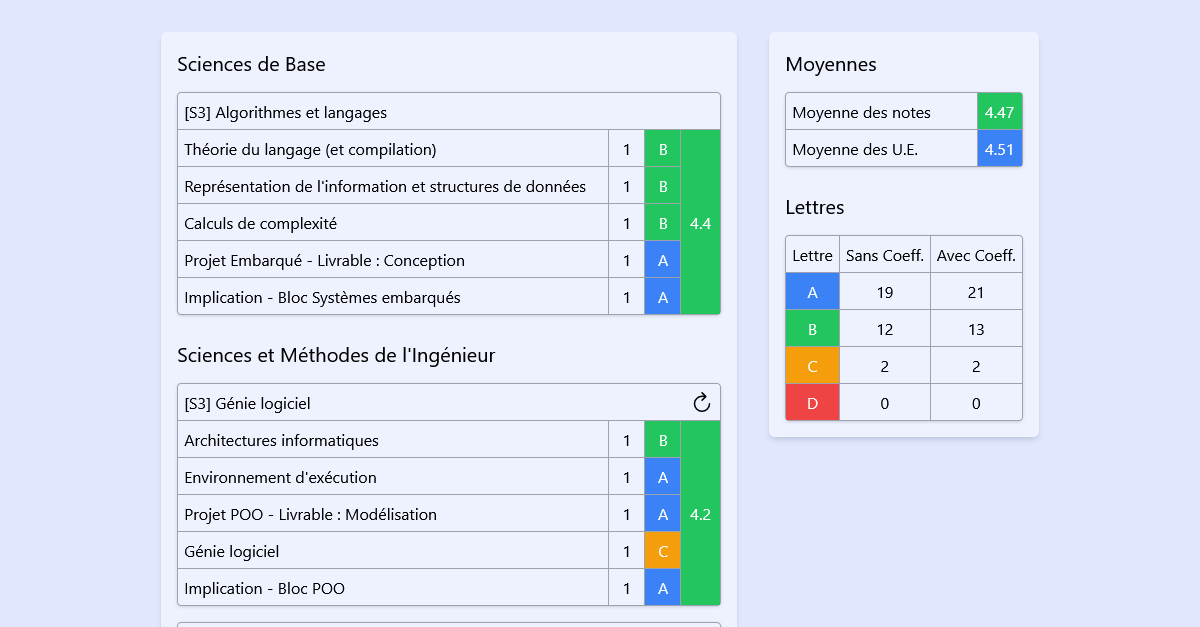 Sciences de Base
[S3] Algorithmes et langages
Théorie du langage (et compilation) 1 B
Représentation de l'information et structures de données 1 B
Calculs de complexité 1 B 4.4
Projet Embarqué - Livrable : Conception 1 A
Implication - Bloc Systèmes embarqués 1 A
Sciences et Méthodes de l'Ingénieur
[S3] Génie logiciel
Architectures informatiques 1 B
Environnement d'exécution 1 A
Projet POO - Livrable : Modélisation 1 A 4.2
Génie logiciel 1 C
Implication - Bloc POO 1 A
Moyennes
Moyenne des notes 4.47
Moyenne des U.E. 4.51
Lettres
Lettre Sans Coeff. Avec Coeff.
A 19 21
B 12 13
C 2 2
D 0 0